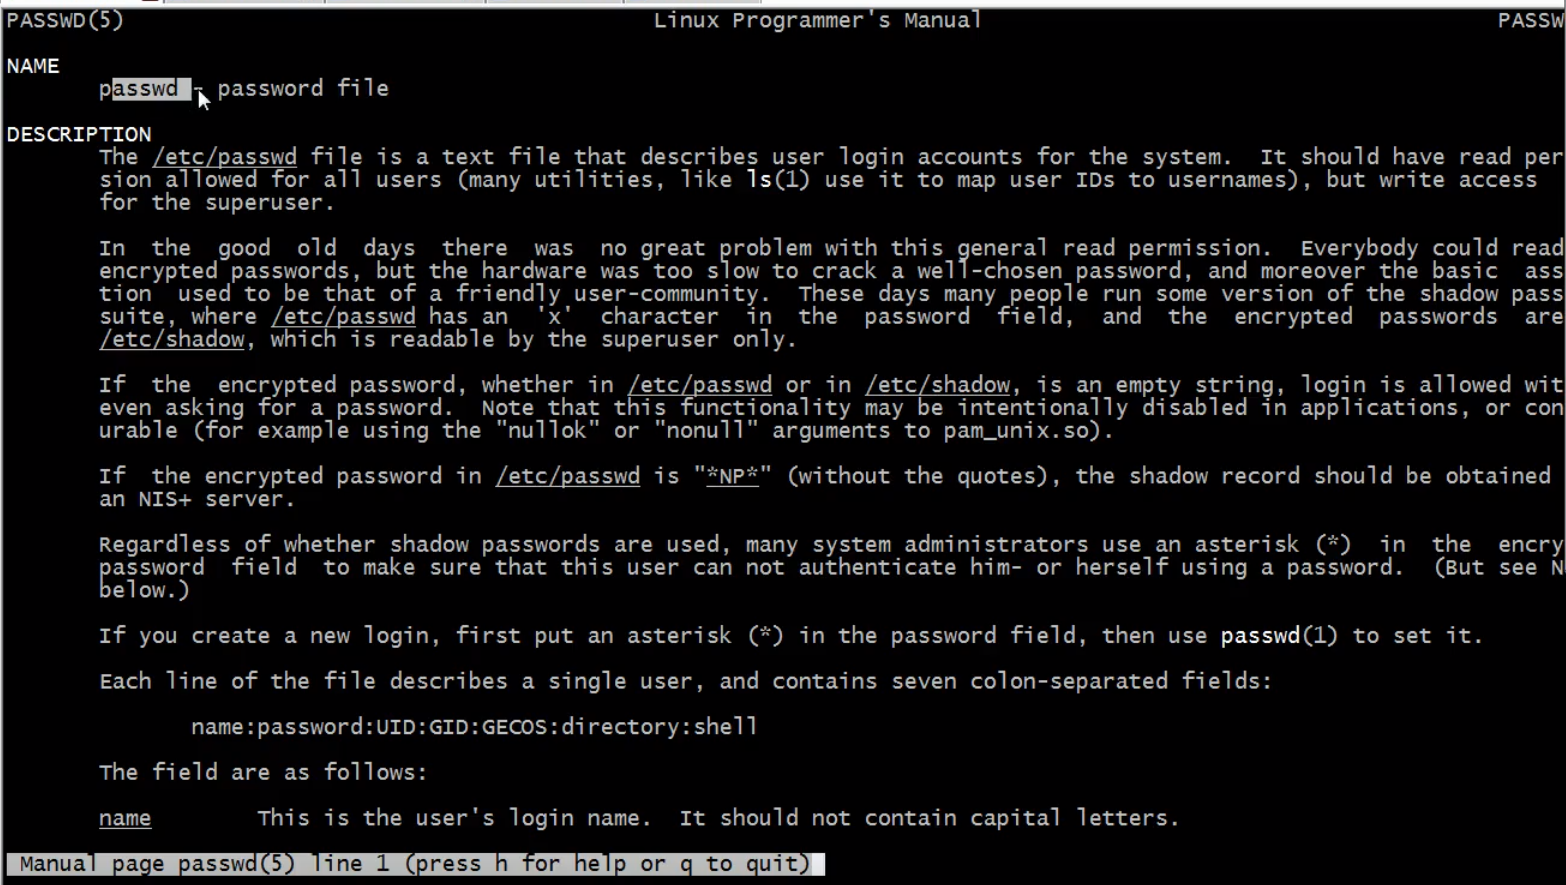 PASSWD(5) Linux Programmer's Manual PASSW
NAME
passwd - password file
DESCRIPTION
The /etc/passwd file is a text file that describes user login accounts for the system. It should have read per
sion allowed for all users (many utilities, like ls(1) use it to map user IDs to usernames), but write access
for the superuser.
In the good old days there was no great problem with this general read permission. Everybody could read
encrypted passwords, but the hardware was too slow to crack a well-chosen password, and moreover the basic ass
tion used to be that of a friendly user-community. These days many people run some version of the shadow pass
suite, where /etc/passwd has an 'x' character in the password field, and the encrypted passwords are
/etc/shadow, which is readable by the superuser only.
If the encrypted password, whether in /etc/passwd or in /etc/shadow, is an empty string, login is allowed wit
even asking for a password. Note that this functionality may be intentionally disabled in applications, or con
urable (for example using the "nullok" or "nonull" arguments to pam_unix.so).
If the encrypted password in /etc/passwd is "*NP*" (without the quotes), the shadow record should be obtained
an NIS+ server.
Regardless of whether shadow passwords are used, many system administrators use an asterisk (*) in the encry
password field to make sure that this user can not authenticate him- or herself using a password. (But see N
below.)
If you create a new login, first put an asterisk (*) in the password field, then use passwd(1) to set it.
Each line of the file describes a single user, and contains seven colon-separated fields:
name:password:UID:GID:GECOS:directory:shell
The field are as follows:
name This is the user's login name. It should not contain capital letters.
Manual page passwd(5) line 1 (press h for help or q to quit)